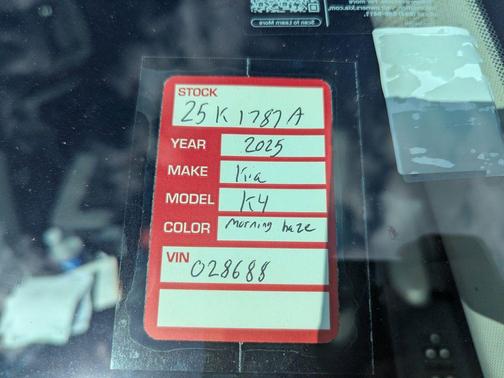 Scan to Learn More
STOCK 25K1787A
YEAR 2025
MAKE Kia
MODEL K4
COLOR Morning haze
VIN 028688